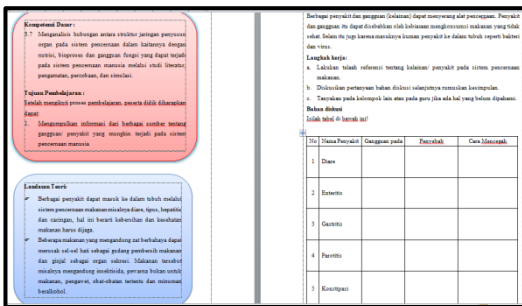 Kompetensi Dasar :
3.7 Menganalisis hubungan antara struktur jaringan penyusun
organ pada sistem pencernaan dalam kaitannya dengan
nutrisi, bioproses dan gangguan fungsi yang dapat terjadi
pada sistem pencernaan manusia melalui studi literatur,
pengamatan, percobaan, dan simulasi.
Tujuan Pembelajaran :
Setelah mengikuti proses pembelajaran, peserta didik diharapkan
dapat:
1. Mengumpulkan informasi dari berbagai sumber tentang
gangguan/ penyakit yang mungkin terjadi pada sistem
pencernaan manusia
Landasan Teori:
Berbagai penyakit dapat masuk ke dalam tubuh melalui
sistem pencernaan makanan misalnya diare, tipus, hepatitis
dan cacingan, hal ini berarti kebersihan dan kesehatan
makanan harus dijaga.
Beberapa makanan yang mengandung zat berbahaya dapat
merusak sel-sel hati sebagai gudang pembersih makanan
dan ginjal sebagai organ sekresi. Makanan tersebut
misalnya mengandung insektisida, pewarna bukan untuk
makanan, pengawet, obat-obatan tertentu dan minuman
beralkohol.
Berbagai penyakit dan gangguan (kelainan) dapat menyerang alat pencernaan. Penyakit
dan gangguan itu dapat disebabkan oleh kebiasaan mengkonsumsi makanan yang tidak
sehat. Selain itu juga karena masuknya kuman penyakit ke dalam tubuh seperti bakteri
dan virus.
Langkah kerja:
a. Lakukan telaah referensi tentang kelainan/ penyakit pada sistem pencernaan
makanan.
b. Diskusikan pertanyaan bahan diskusi selanjutnya rumuskan kesimpulan.
c. Tanyakan pada kelompok lain atau pada guru jika ada hal yang belum dipahami.
Bahan diskusi
Isilah tabel di bawah ini!
No Nama Penyakit Gangguan pada Penyebab Cara Mencegah
1 Diare
2 Enteritis
3 Gastritis
4 Parotitis
5 Konstipasi